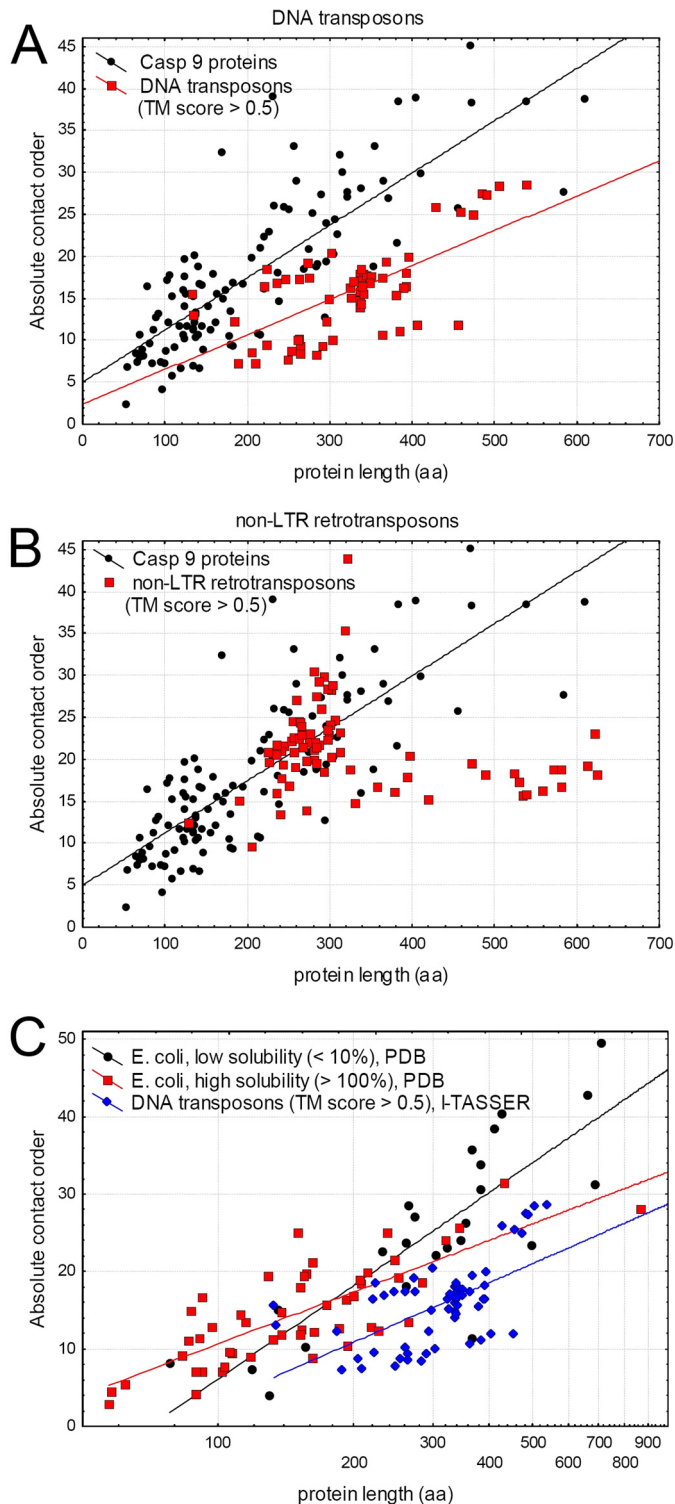 A
DNA transposons
Casp 9 proteins
DNA transposons
(TM score > 0.5)
Absolute contact order
45
40
35
30
25
20
15
10
5
0
0 100 200 300 400 500 600 700
protein length (aa)
B
non-LTR retrotransposons
Casp 9 proteins
non-LTR retrotransposons
(TM score > 0.5)
Absolute contact order
45
40
35
30
25
20
15
10
5
0
0 100 200 300 400 500 600 700
protein length (aa)
C
E. coli, low solubility (< 10%), PDB
E. coli, high solubility (> 100%), PDB
DNA transposons (TM score > 0.5), I-TASSER
Absolute contact order
50
40
30
20
10
0
100 300 500 700 900
200 400 600 800
protein length (aa)